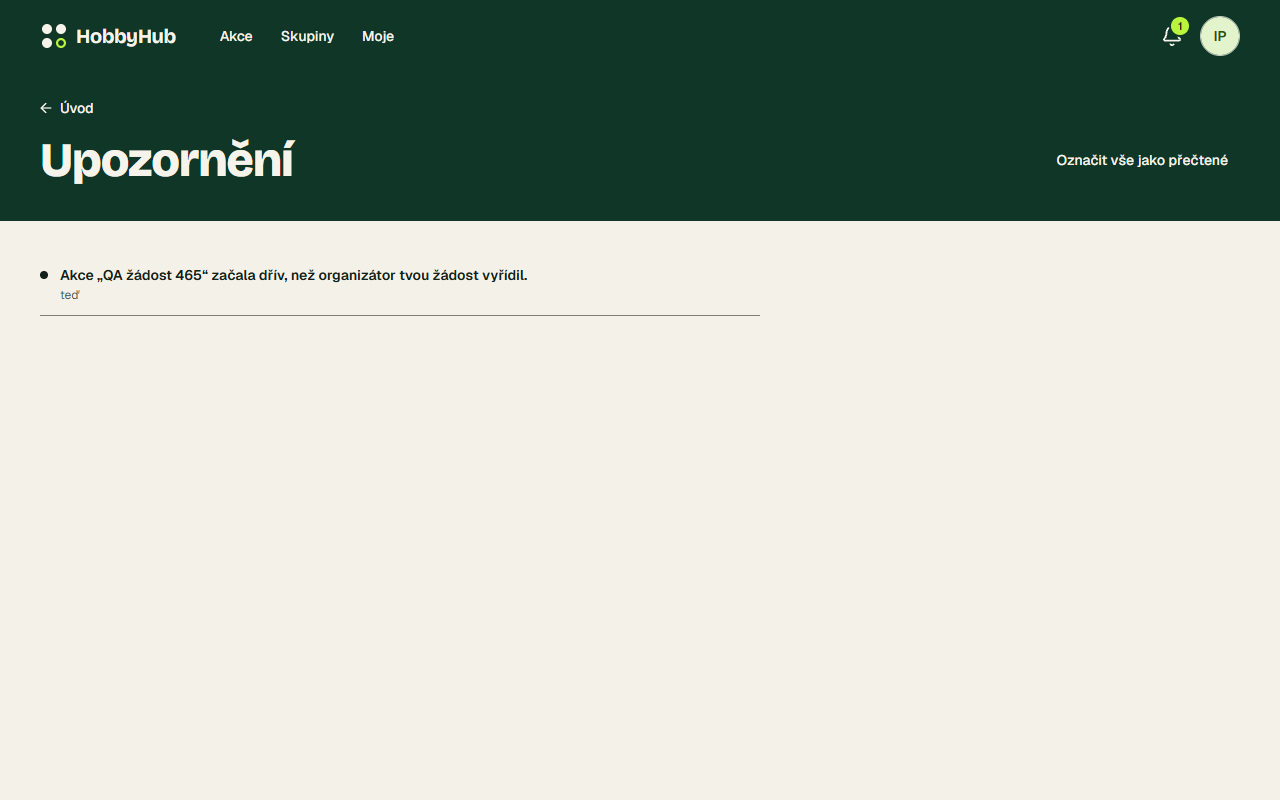 HobbyHub
Akce
Skupiny
Moje
1
IP
Úvod
Upozornění
Označit vše jako přečtené
Akce „QA žádost 465“ začala dřív, než organizátor tvou žádost vyřídil.
teď